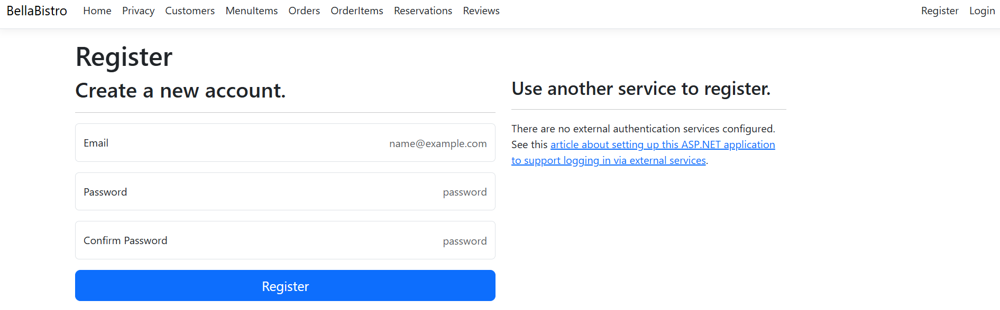 BellaBistro Home Privacy Customers MenuItems Orders OrderItems Reservations Reviews Register Login
Register
Create a new account.
Email name@example.com
Password password
Confirm Password password
Register
Use another service to register.
There are no external authentication services configured.
See this article about setting up this ASP.NET application
to support logging in via external services.